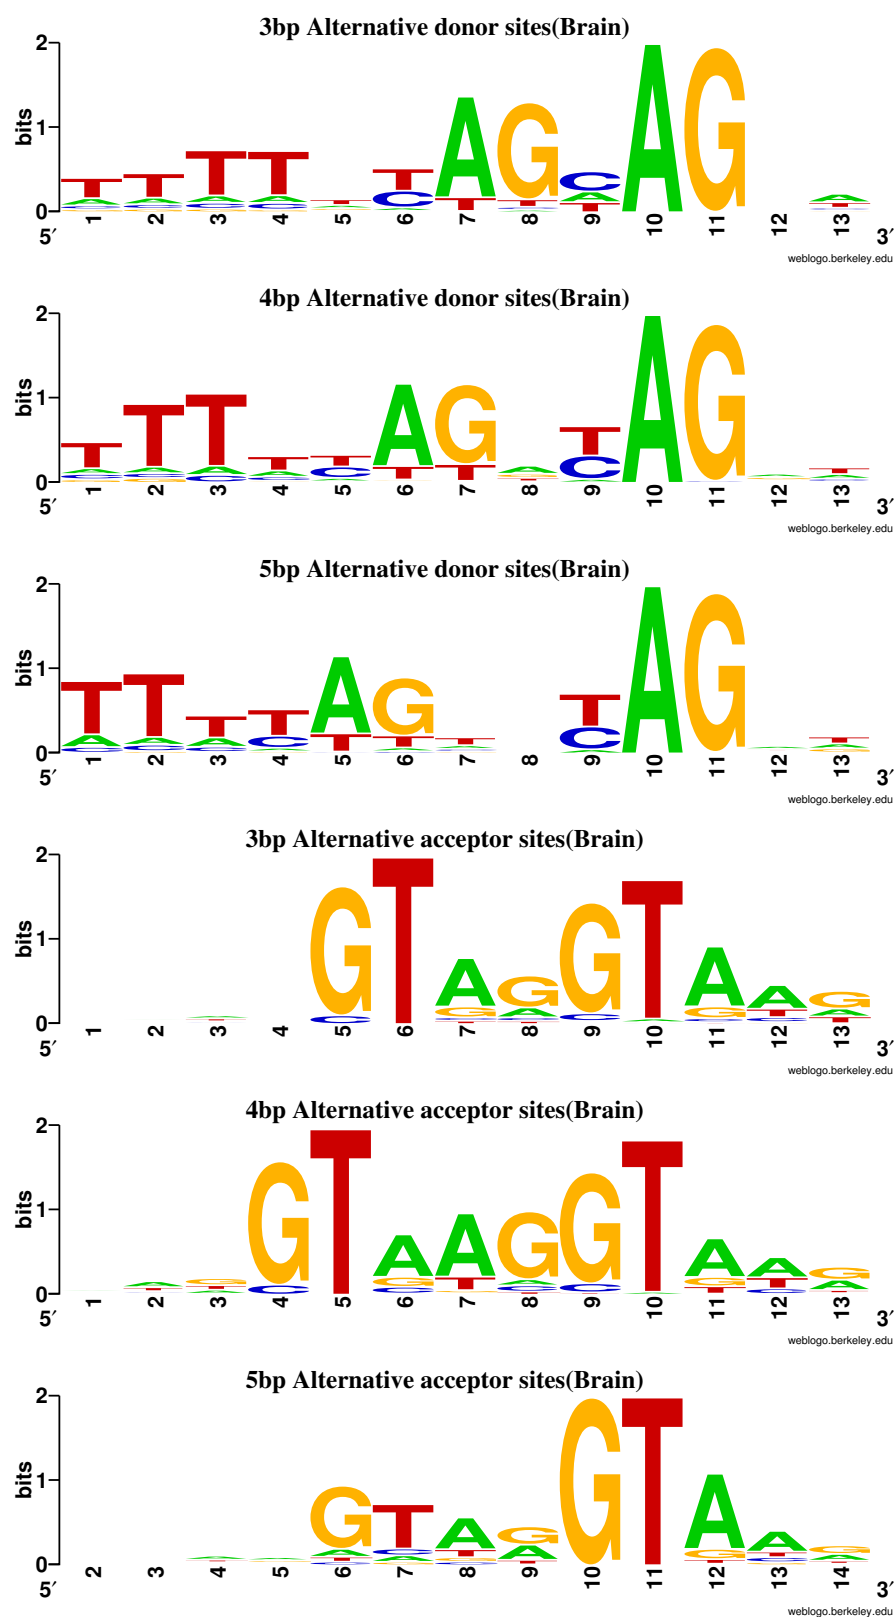 3bp Alternative donor sites(Brain)
2
bits
1
0
1 2 3 4 5 6 7 8 9 10 11 12 13
5′ 3′
weblogo.berkeley.edu
4bp Alternative donor sites(Brain)
2
bits
1
0
1 2 3 4 5 6 7 8 9 10 11 12 13
5′ 3′
weblogo.berkeley.edu
5bp Alternative donor sites(Brain)
2
bits
1
0
1 2 3 4 5 6 7 8 9 10 11 12 13
5′ 3′
weblogo.berkeley.edu
3bp Alternative acceptor sites(Brain)
2
bits
1
0
1 2 3 4 5 6 7 8 9 10 11 12 13
5′ 3′
weblogo.berkeley.edu
4bp Alternative acceptor sites(Brain)
2
bits
1
0
1 2 3 4 5 6 7 8 9 10 11 12 13
5′ 3′
weblogo.berkeley.edu
5bp Alternative acceptor sites(Brain)
2
bits
1
0
2 3 4 5 6 7 8 9 10 11 12 13 14
5′ 3′
weblogo.berkeley.edu